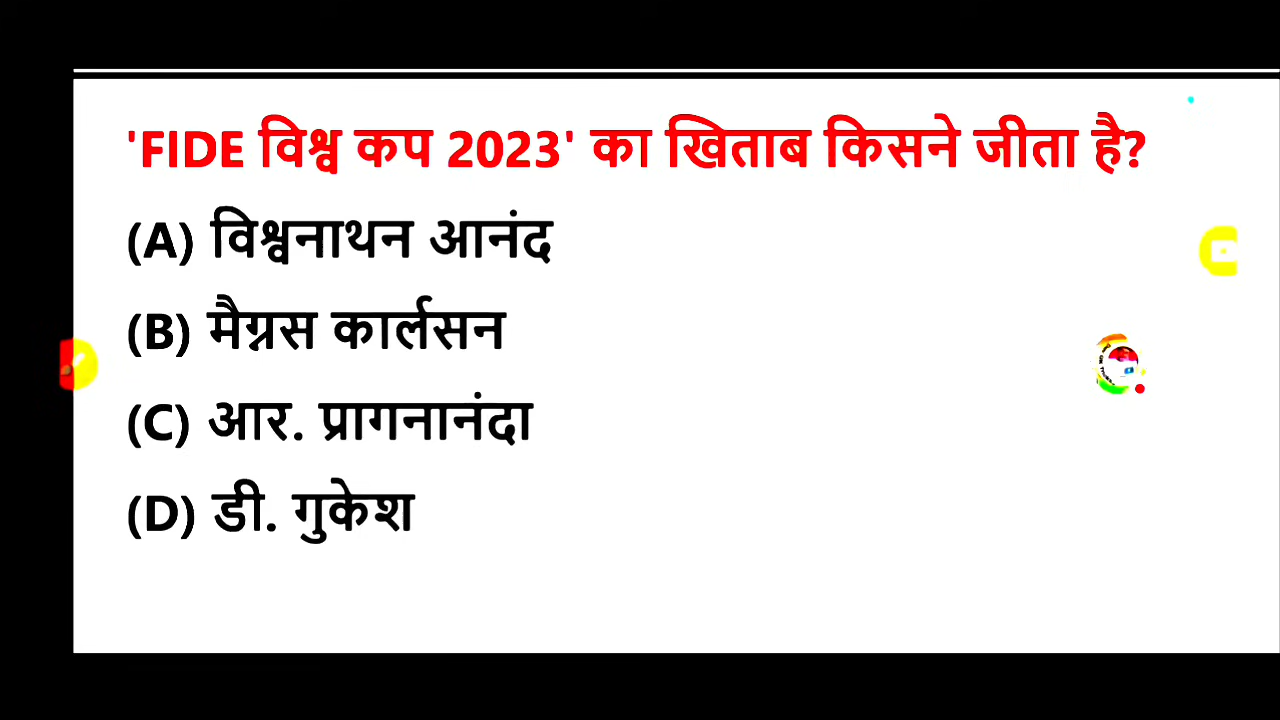 'FIDE विश्व कप 2023' का खिताब किसने जीता है?
(A) विश्वनाथन आनंद
(B) मैग्नस कार्लसन
(C) आर. प्रागनानंदा
(D) डी. गुकेश